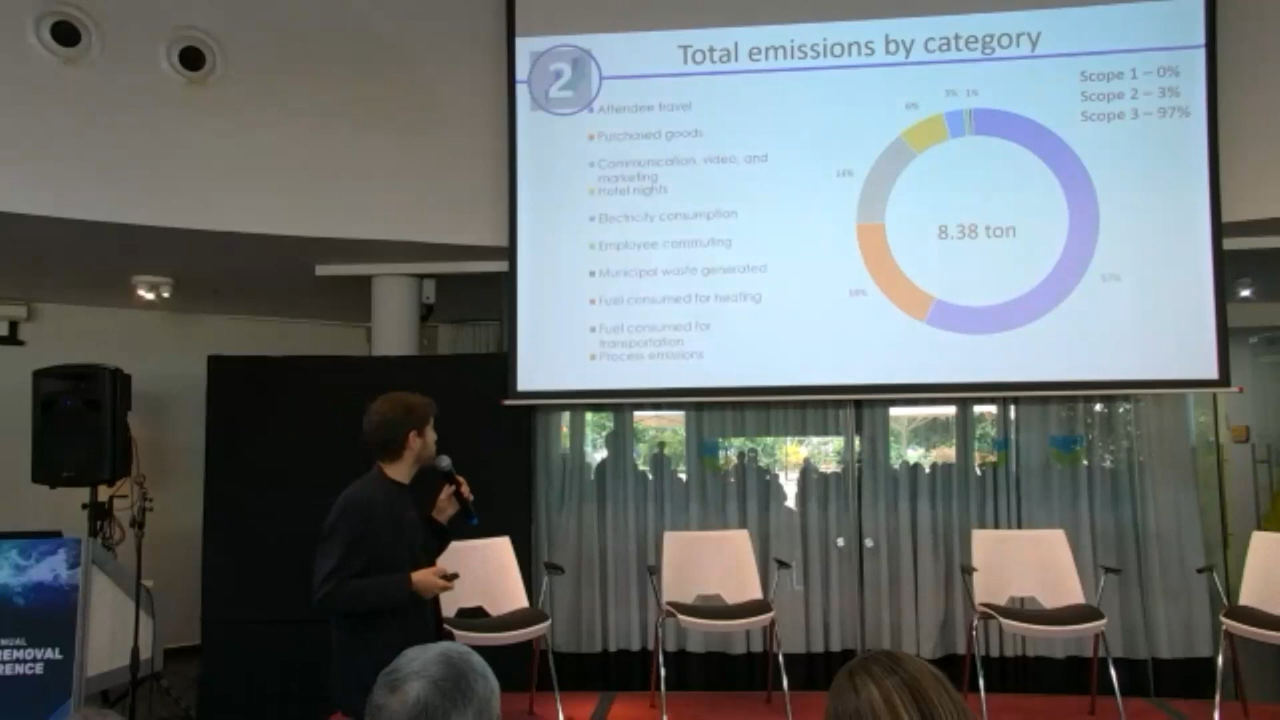 Total emissions by category
2
Scope 1 – 0%
Scope 2 – 3%
Scope 3 – 97%
Attendee travel
Purchased goods
Communication, video, and
marketing
Hotel nights
Electricity consumption
Employee commuting
Municipal waste generated
Fuel consumed for heating
Fuel consumed for
transportation
Process emissions
6%
3%
1%
14%
8.38 ton
57%
REMOVAL